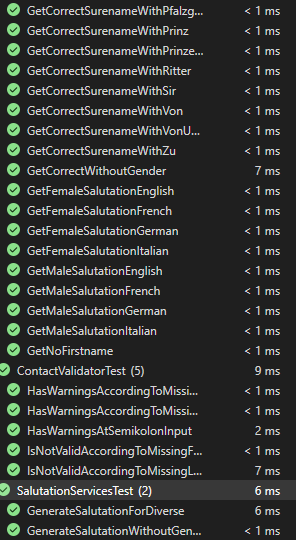 GetCorrectSurenameWithPfalzg... < 1 ms
GetCorrectSurenameWithPrinz < 1 ms
GetCorrectSurenameWithPrinze... < 1 ms
GetCorrectSurenameWithRitter < 1 ms
GetCorrectSurenameWithSir < 1 ms
GetCorrectSurenameWithVon < 1 ms
GetCorrectSurenameWithVonU... < 1 ms
GetCorrectSurenameWithZu < 1 ms
GetCorrectWithoutGender 7 ms
GetFemaleSalutationEnglish < 1 ms
GetFemaleSalutationFrench < 1 ms
GetFemaleSalutationGerman < 1 ms
GetFemaleSalutationItalian < 1 ms
GetMaleSalutationEnglish < 1 ms
GetMaleSalutationFrench < 1 ms
GetMaleSalutationGerman < 1 ms
GetMaleSalutationItalian < 1 ms
GetNoFirstname < 1 ms
ContactValidatorTest (5) 9 ms
HasWarningsAccordingToMissi... < 1 ms
HasWarningsAccordingToMissi... < 1 ms
HasWarningsAtSemikolonInput 2 ms
IsNotValidAccordingToMissingF... < 1 ms
IsNotValidAccordingToMissingL... 7 ms
SalutationServicesTest (2) 6 ms
GenerateSalutationForDiverse 6 ms
GenerateSalutationWithoutGen... < 1 ms